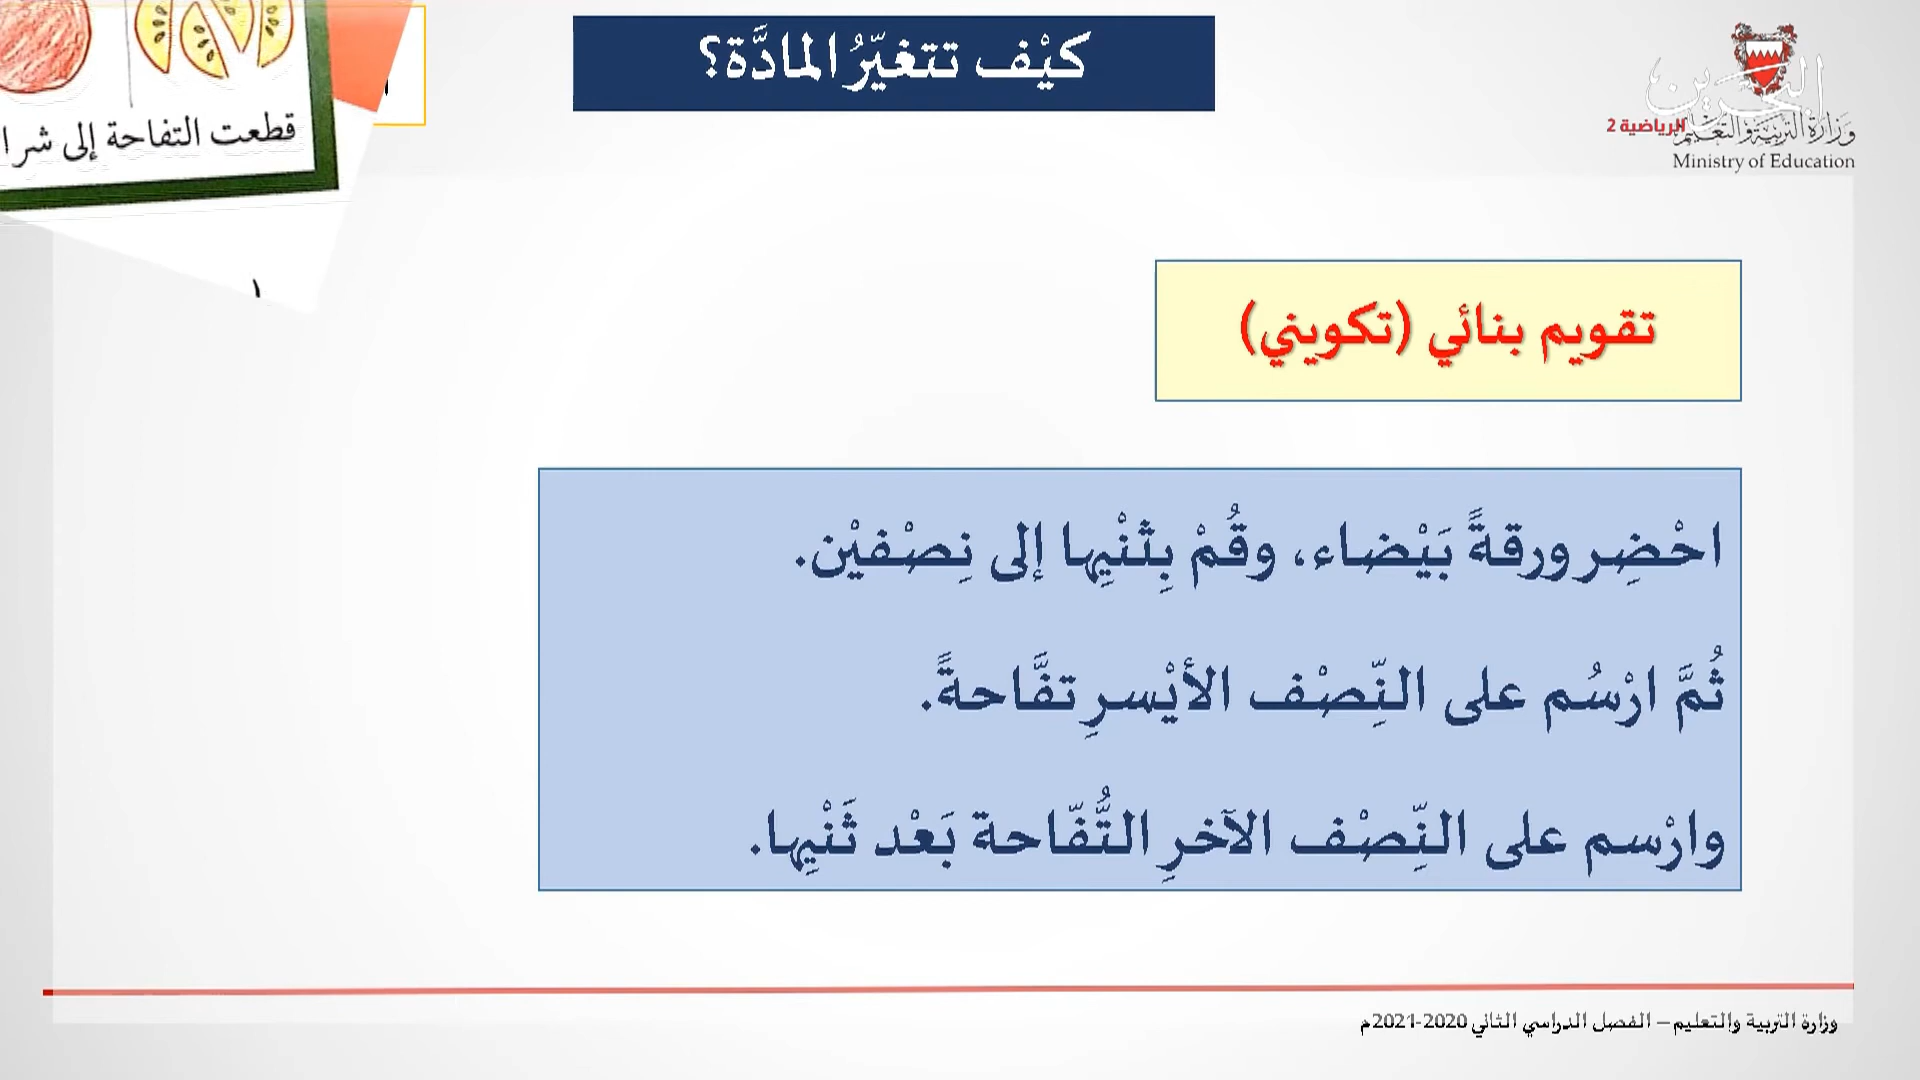 كيْف تتغيّرُ المادَّة؟
البحرين
الرياضية 2
وزارة التربية والتعليم
Ministry of Education
قطعت التفاحة إلى
١
تقويم بنائي (تكويني)
احْضِر ورقةً بَيْضاء، وقُمْ بِثنْيِها إلى نِصْفيْن.
ثُمَّ ارْسُم على النِّصْف الأيْسرِ تفَّاحةً.
وارْسم على النِّصْف الآخرِ التُّفّاحة بَعْد ثَنْيِها.
وزارة التربية والتعليم – الفصل الدراسي الثاني 2020-2021م